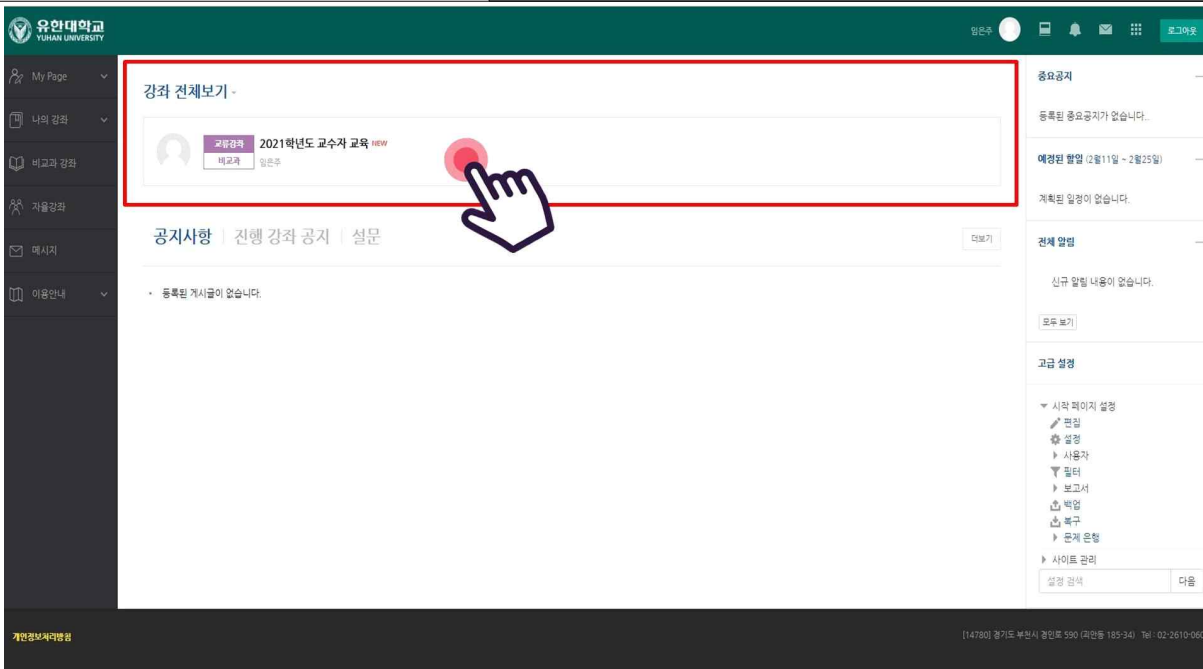 유한대학교
YUHAN UNIVERSITY
임은주
로그아웃
My Page
나의 강좌
비교과 강좌
자율강좌
메시지
이용안내
강좌 전체보기
교류강좌
비교과
2021학년도 교수자 교육 NEW
임은주
공지사항 | 진행 강좌 공지 | 설문
더보기
• 등록된 게시글이 없습니다.
중요공지
등록된 중요공지가 없습니다..
예정된 할일 (2월11일 ~ 2월25일)
계획된 일정이 없습니다.
전체 알림
신규 알림 내용이 없습니다.
모두 보기
고급 설정
시작 페이지 설정
편집
설정
사용자
필터
보고서
백업
복구
문제 은행
사이트 관리
설정 검색
다음
개인정보처리방침
[14780] 경기도 부천시 경인로 590 (괴안동 185-34) Tel : 02-2610-060